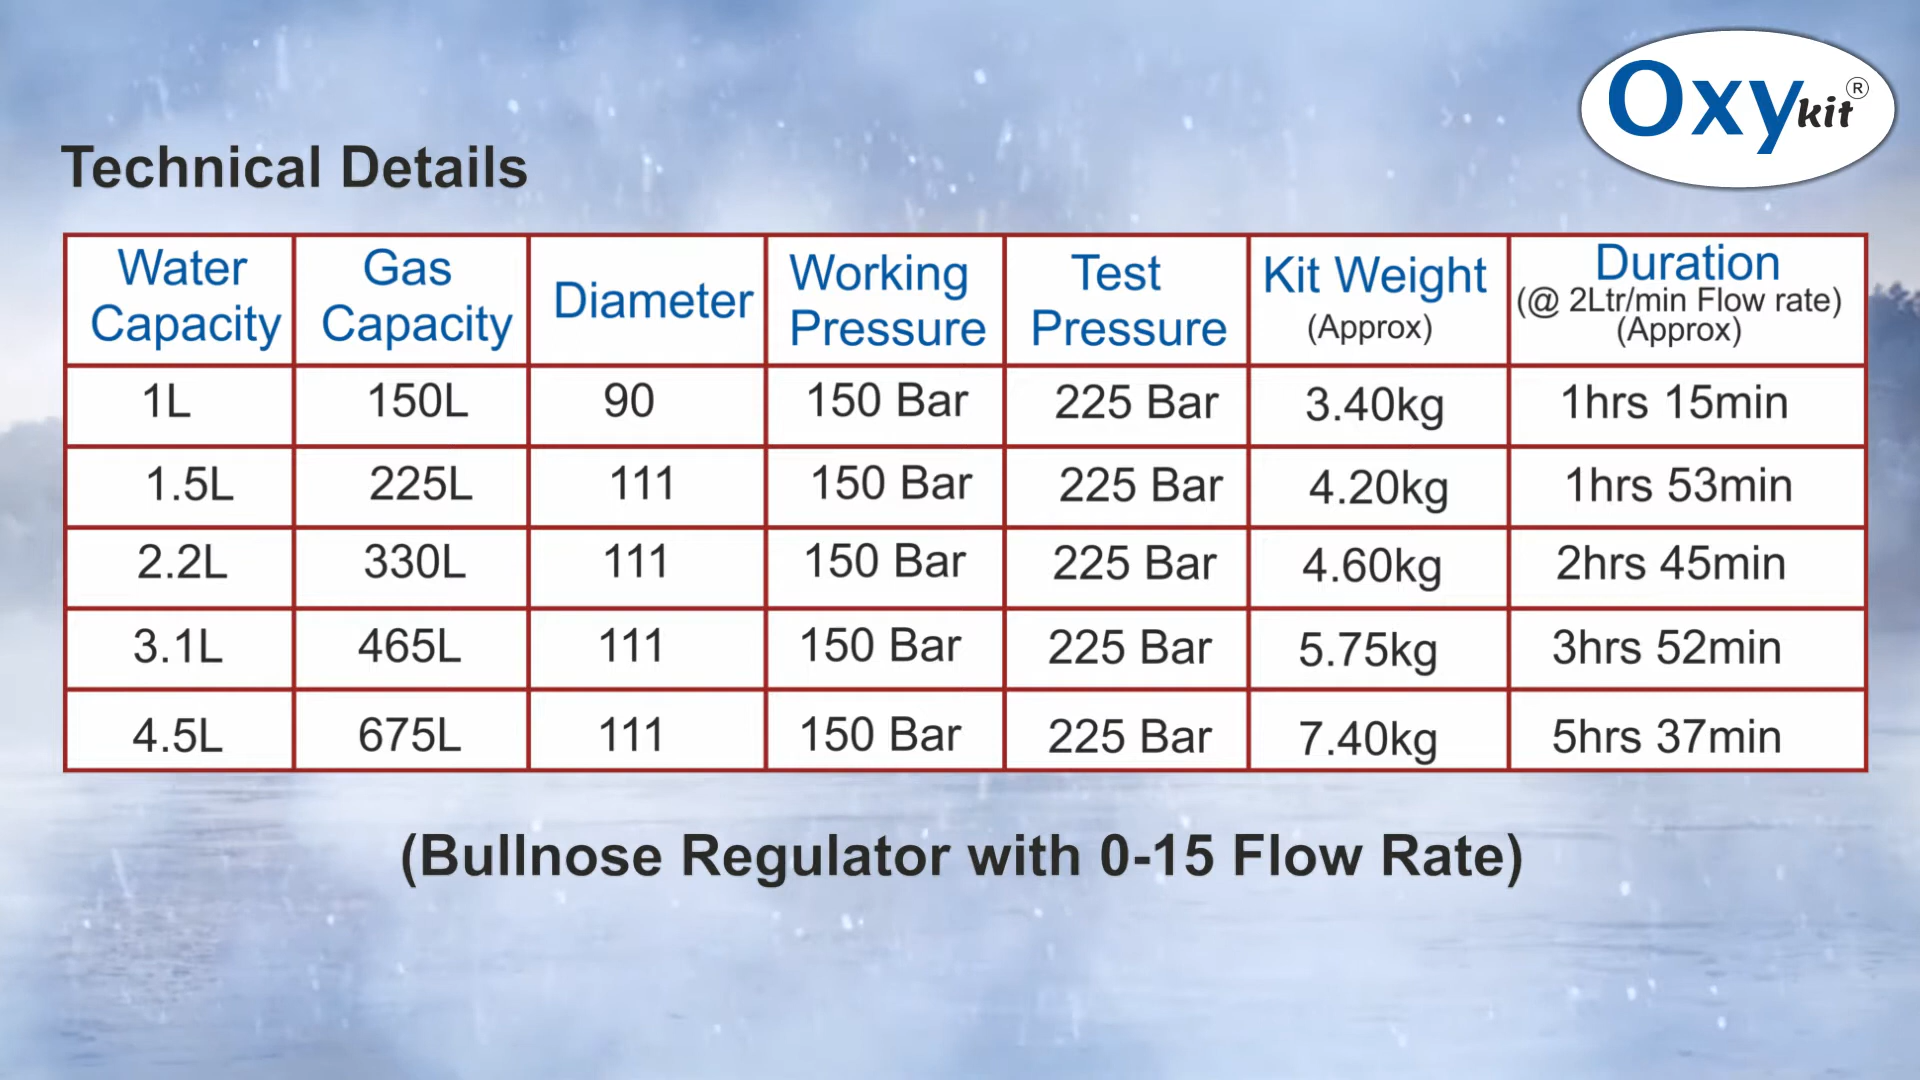 Oxy kit ®
Technical Details
Water Capacity Gas Capacity Diameter Working Pressure Test Pressure Kit Weight (Approx) Duration (@ 2Ltr/min Flow rate) (Approx)
1L 150L 90 150 Bar 225 Bar 3.40kg 1hrs 15min
1.5L 225L 111 150 Bar 225 Bar 4.20kg 1hrs 53min
2.2L 330L 111 150 Bar 225 Bar 4.60kg 2hrs 45min
3.1L 465L 111 150 Bar 225 Bar 5.75kg 3hrs 52min
4.5L 675L 111 150 Bar 225 Bar 7.40kg 5hrs 37min
(Bullnose Regulator with 0-15 Flow Rate)